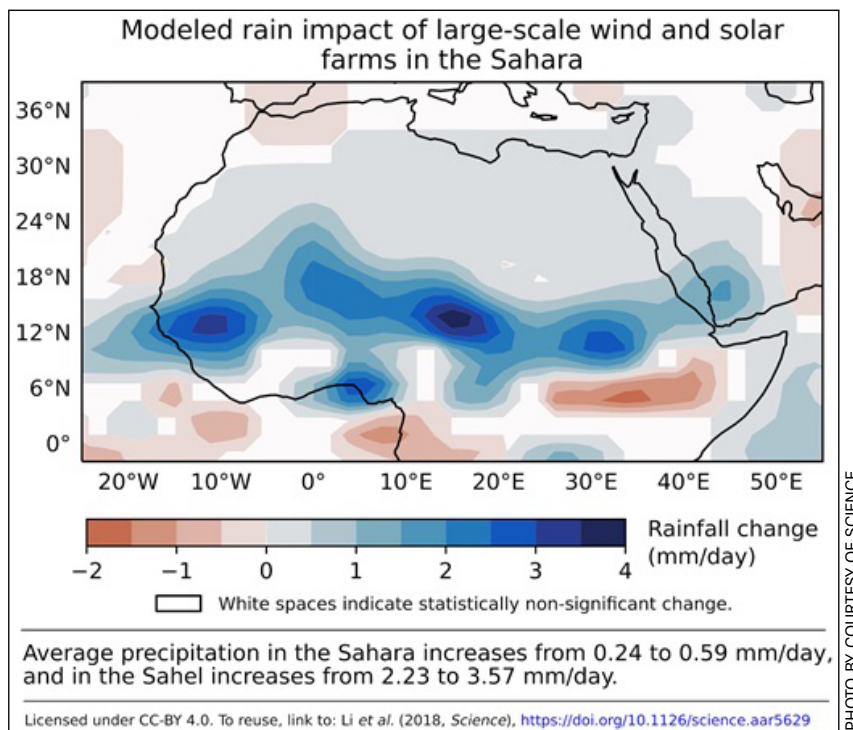 Modeled rain impact of large-scale wind and solar
farms in the Sahara
36°N
30°N
24°N
18°N
12°N
6°N
0°
20°W 10°W 0° 10°E 20°E 30°E 40°E 50°E
−2 −1 0 1 2 3 4
Rainfall change
(mm/day)
White spaces indicate statistically non-significant change.
Average precipitation in the Sahara increases from 0.24 to 0.59 mm/day,
and in the Sahel increases from 2.23 to 3.57 mm/day.
Licensed under CC-BY 4.0. To reuse, link to: Li et al. (2018, Science), https://doi.org/10.1126/science.aar5629
PHOTO BY COURTESY OF SCIENCE